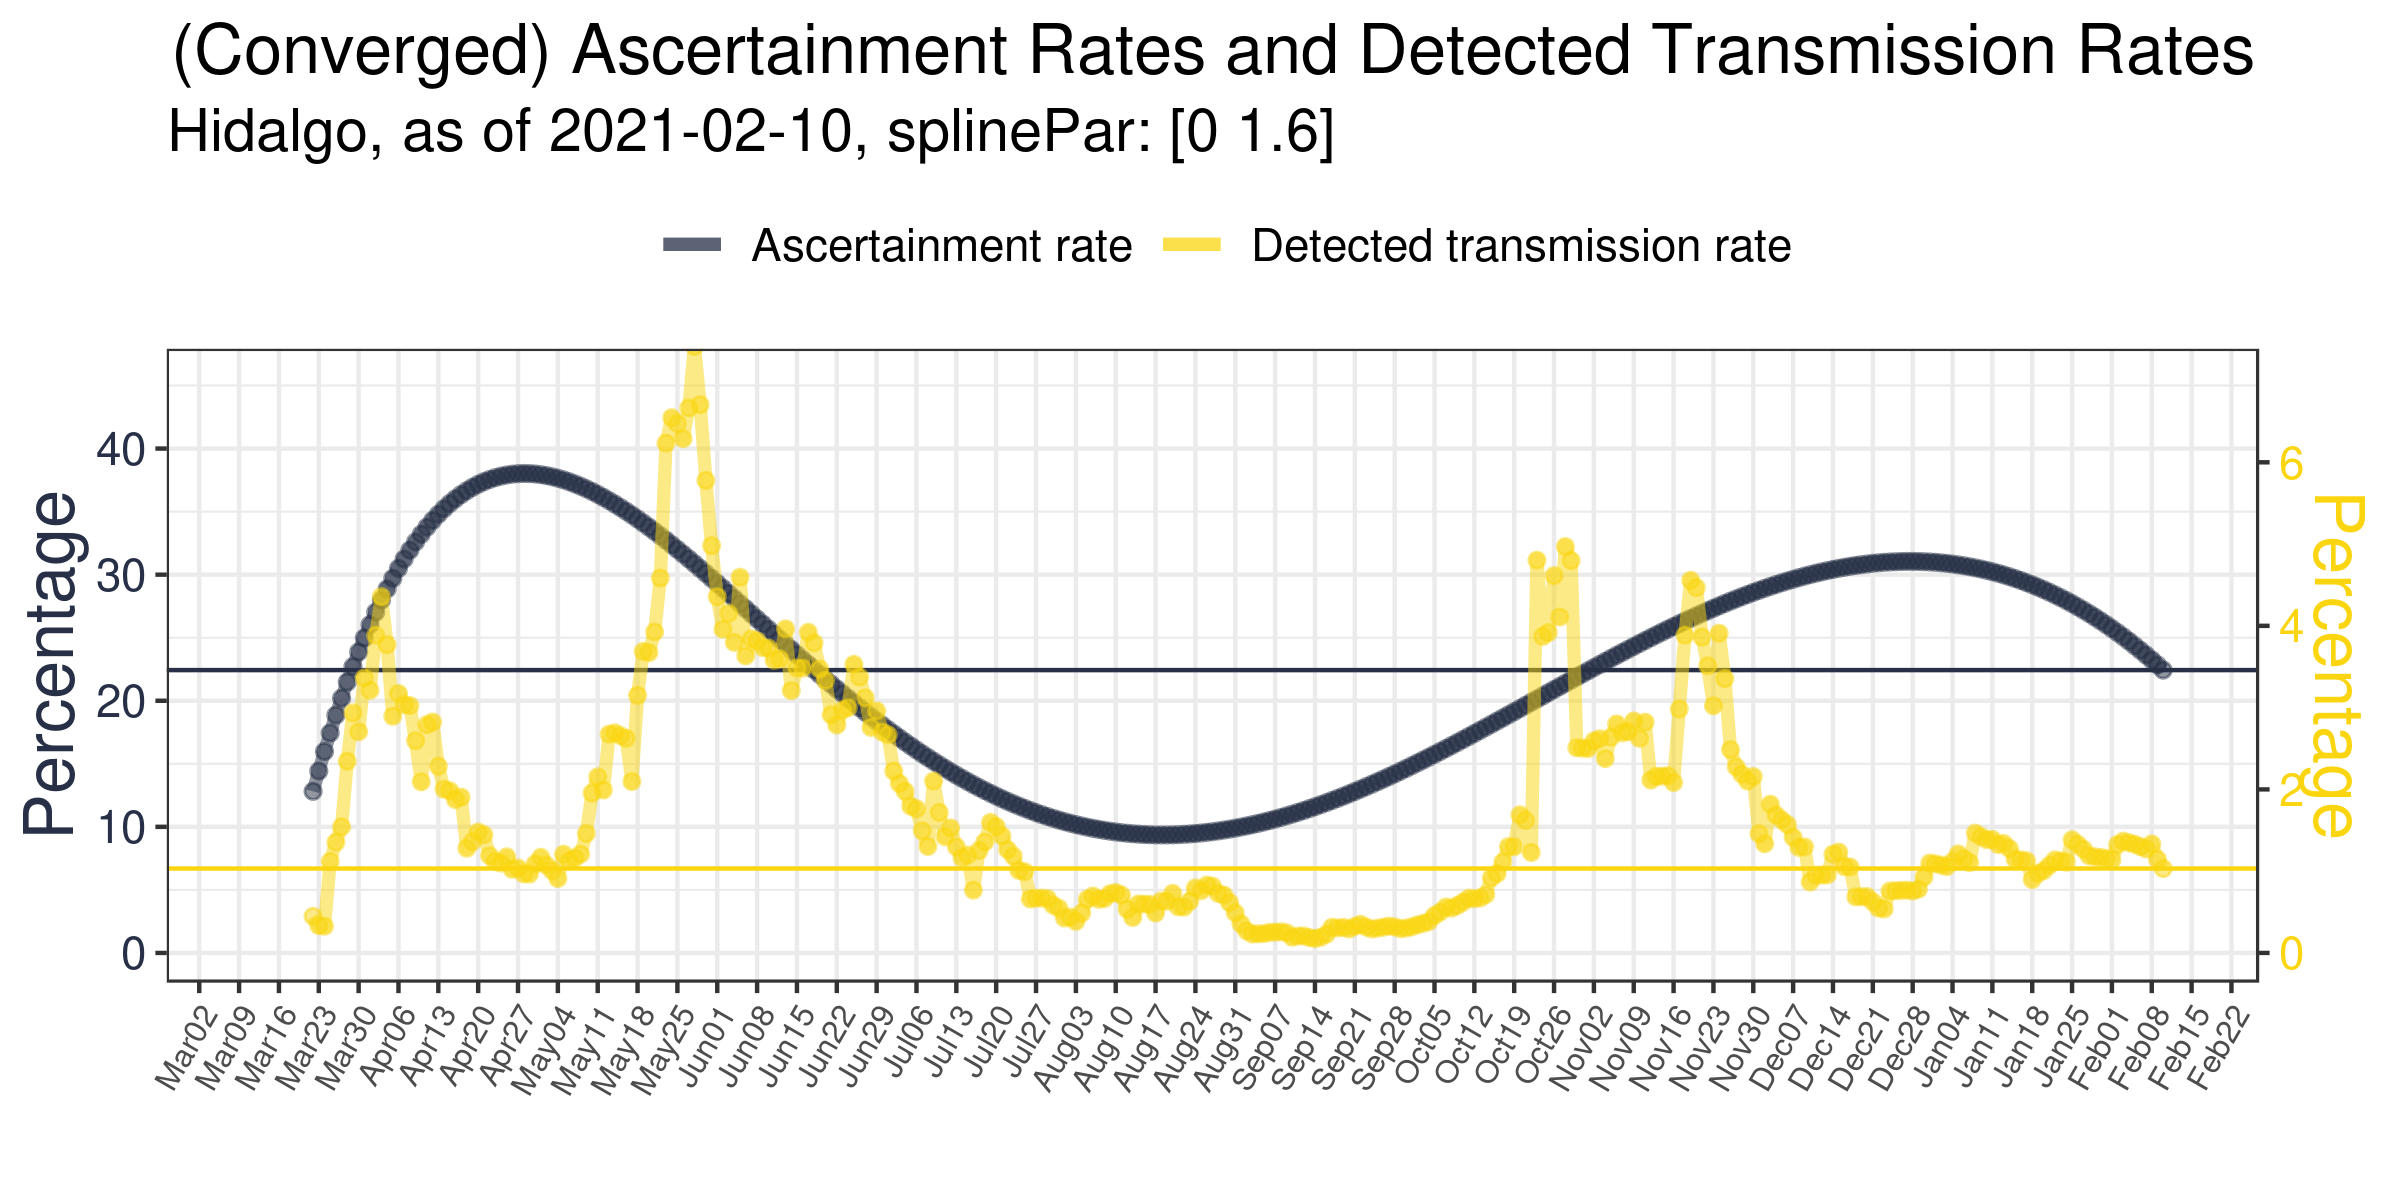 (Converged) Ascertainment Rates and Detected Transmission Rates
Hidalgo, as of 2021-02-10, splinePar: [0 1.6]
Ascertainment rate
Detected transmission rate
Percentage
40
30
20
10
0
6
4
2
0
Percentage
Mar02
Mar09
Mar16
Mar23
Mar30
Apr06
Apr13
Apr20
Apr27
May04
May11
May18
May25
Jun01
Jun08
Jun15
Jun22
Jun29
Jul06
Jul13
Jul20
Jul27
Aug03
Aug10
Aug17
Aug24
Aug31
Sep07
Sep14
Sep21
Sep28
Oct05
Oct12
Oct19
Oct26
Nov02
Nov09
Nov16
Nov23
Nov30
Dec07
Dec14
Dec21
Dec28
Jan04
Jan11
Jan18
Jan25
Feb01
Feb08
Feb15
Feb22